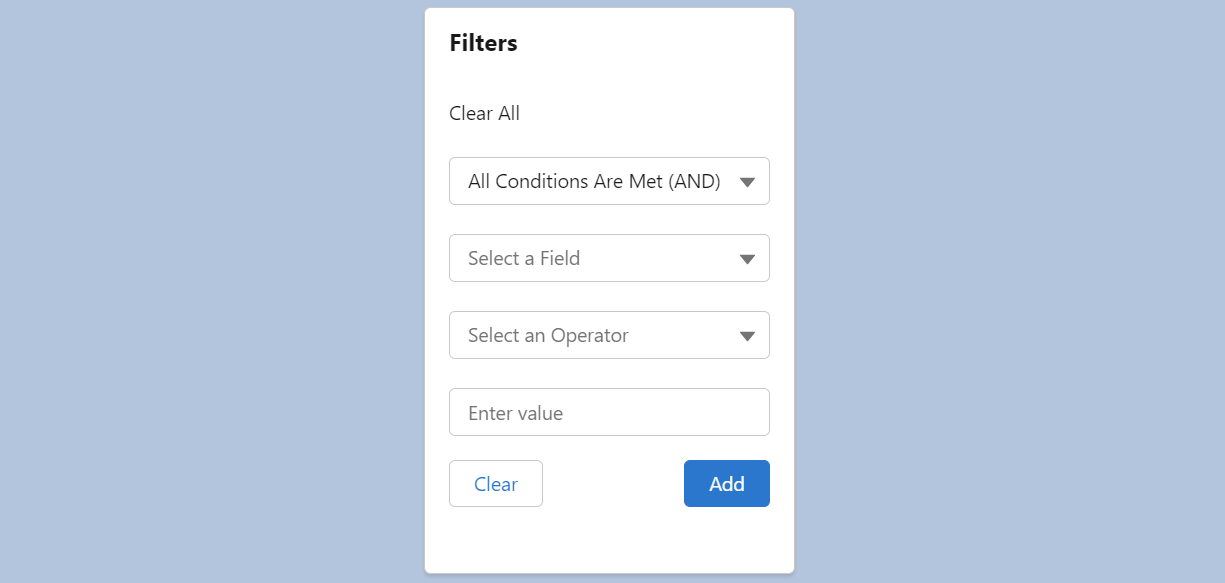 Filters
Clear All
All Conditions Are Met (AND)
Select a Field
Select an Operator
Enter value
Clear
Add